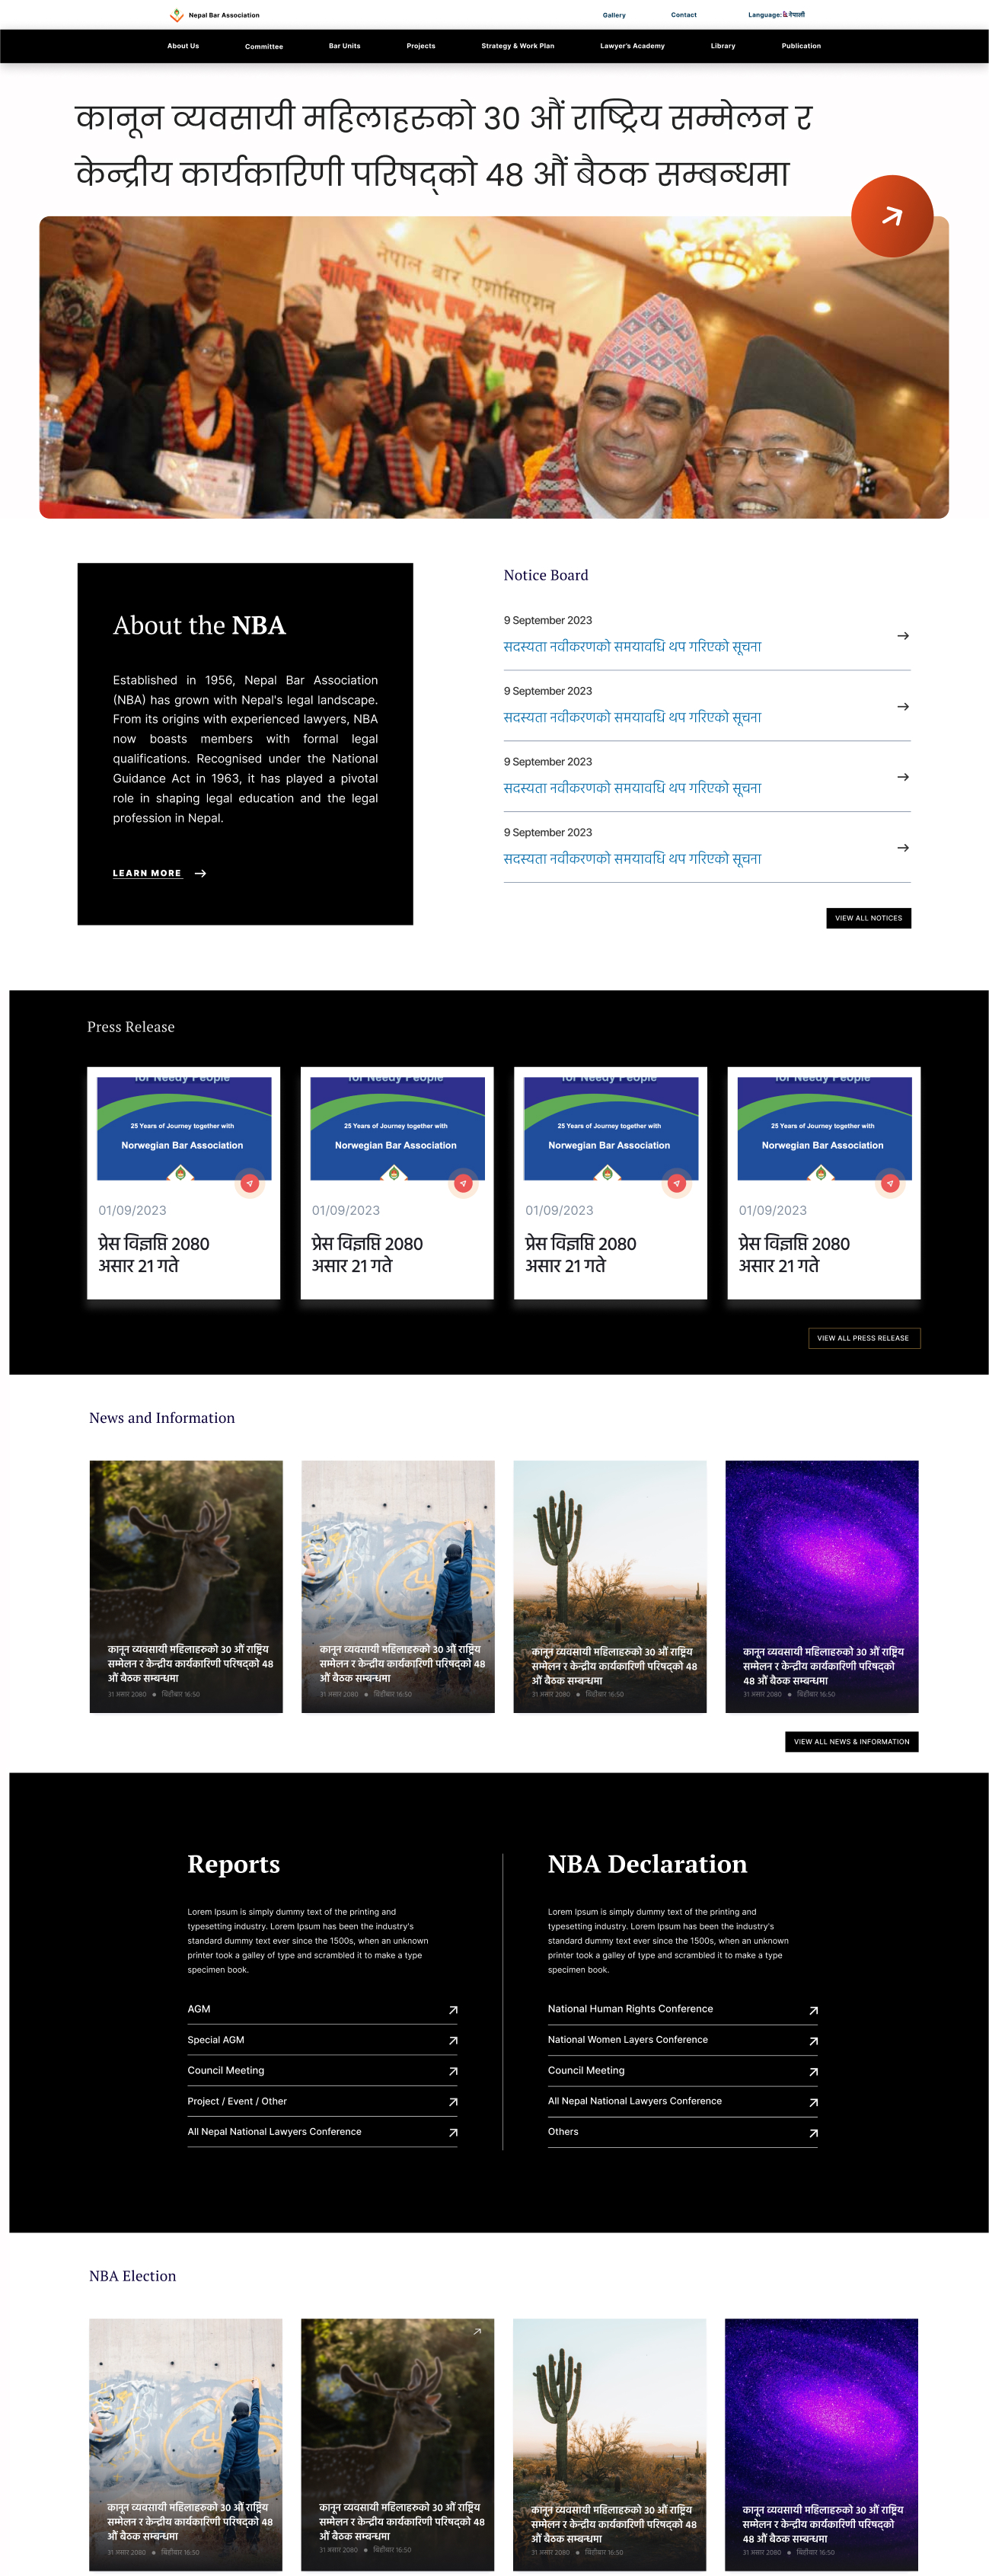 Nepal Bar Association
Gallery
Contact
Language: नेपाली
About Us
Committee
Bar Units
Projects
Strategy & Work Plan
Lawyer's Academy
Library
Publication
कानून व्यवसायी महिलाहरुको 30 औं राष्ट्रिय सम्मेलन र
केन्द्रीय कार्यकारिणी परिषद्को 48 औं बैठक सम्बन्धमा
नेपाल बार एशोसिएशन
About the NBA
Established in 1956, Nepal Bar Association
(NBA) has grown with Nepal's legal landscape.
From its origins with experienced lawyers, NBA
now boasts members with formal legal
qualifications. Recognised under the National
Guidance Act in 1963, it has played a pivotal
role in shaping legal education and the legal
profession in Nepal.
LEARN MORE
Notice Board
9 September 2023
सदस्यता नवीकरणको समयावधि थप गरिएको सूचना
9 September 2023
सदस्यता नवीकरणको समयावधि थप गरिएको सूचना
9 September 2023
सदस्यता नवीकरणको समयावधि थप गरिएको सूचना
9 September 2023
सदस्यता नवीकरणको समयावधि थप गरिएको सूचना
VIEW ALL NOTICES
Press Release
for Needy People
25 Years of Journey together with
Norwegian Bar Association
01/09/2023
प्रेस विज्ञप्ति 2080
असार 21 गते
for Needy People
25 Years of Journey together with
Norwegian Bar Association
01/09/2023
प्रेस विज्ञप्ति 2080
असार 21 गते
for Needy People
25 Years of Journey together with
Norwegian Bar Association
01/09/2023
प्रेस विज्ञप्ति 2080
असार 21 गते
for Needy People
25 Years of Journey together with
Norwegian Bar Association
01/09/2023
प्रेस विज्ञप्ति 2080
असार 21 गते
VIEW ALL PRESS RELEASE
News and Information
कानून व्यवसायी महिलाहरुको 30 औं राष्ट्रिय
सम्मेलन र केन्द्रीय कार्यकारिणी परिषद्को 48
औं बैठक सम्बन्धमा
31 असार 2080 ● बिहीबार 16:50
कानून व्यवसायी महिलाहरुको 30 औं राष्ट्रिय
सम्मेलन र केन्द्रीय कार्यकारिणी परिषद्को 48
औं बैठक सम्बन्धमा
31 असार 2080 ● बिहीबार 16:50
कानून व्यवसायी महिलाहरुको 30 औं राष्ट्रिय
सम्मेलन र केन्द्रीय कार्यकारिणी परिषद्को 48
औं बैठक सम्बन्धमा
31 असार 2080 ● बिहीबार 16:50
कानून व्यवसायी महिलाहरुको 30 औं राष्ट्रिय
सम्मेलन र केन्द्रीय कार्यकारिणी परिषद्को
48 औं बैठक सम्बन्धमा
31 असार 2080 ● बिहीबार 16:50
VIEW ALL NEWS & INFORMATION
Reports
Lorem Ipsum is simply dummy text of the printing and
typesetting industry. Lorem Ipsum has been the industry's
standard dummy text ever since the 1500s, when an unknown
printer took a galley of type and scrambled it to make a type
specimen book.
AGM
Special AGM
Council Meeting
Project / Event / Other
All Nepal National Lawyers Conference
NBA Declaration
Lorem Ipsum is simply dummy text of the printing and
typesetting industry. Lorem Ipsum has been the industry's
standard dummy text ever since the 1500s, when an unknown
printer took a galley of type and scrambled it to make a type
specimen book.
National Human Rights Conference
National Women Layers Conference
Council Meeting
All Nepal National Lawyers Conference
Others
NBA Election
कानून व्यवसायी महिलाहरुको 30 औं राष्ट्रिय
सम्मेलन र केन्द्रीय कार्यकारिणी परिषद्को 48
औं बैठक सम्बन्धमा
31 असार 2080 ● बिहीबार 16:50
कानून व्यवसायी महिलाहरुको 30 औं राष्ट्रिय
सम्मेलन र केन्द्रीय कार्यकारिणी परिषद्को 48
औं बैठक सम्बन्धमा
31 असार 2080 ● बिहीबार 16:50
कानून व्यवसायी महिलाहरुको 30 औं राष्ट्रिय
सम्मेलन र केन्द्रीय कार्यकारिणी परिषद्को 48
औं बैठक सम्बन्धमा
31 असार 2080 ● बिहीबार 16:50
कानून व्यवसायी महिलाहरुको 30 औं राष्ट्रिय
सम्मेलन र केन्द्रीय कार्यकारिणी परिषद्को
48 औं बैठक सम्बन्धमा
31 असार 2080 ● बिहीबार 16:50